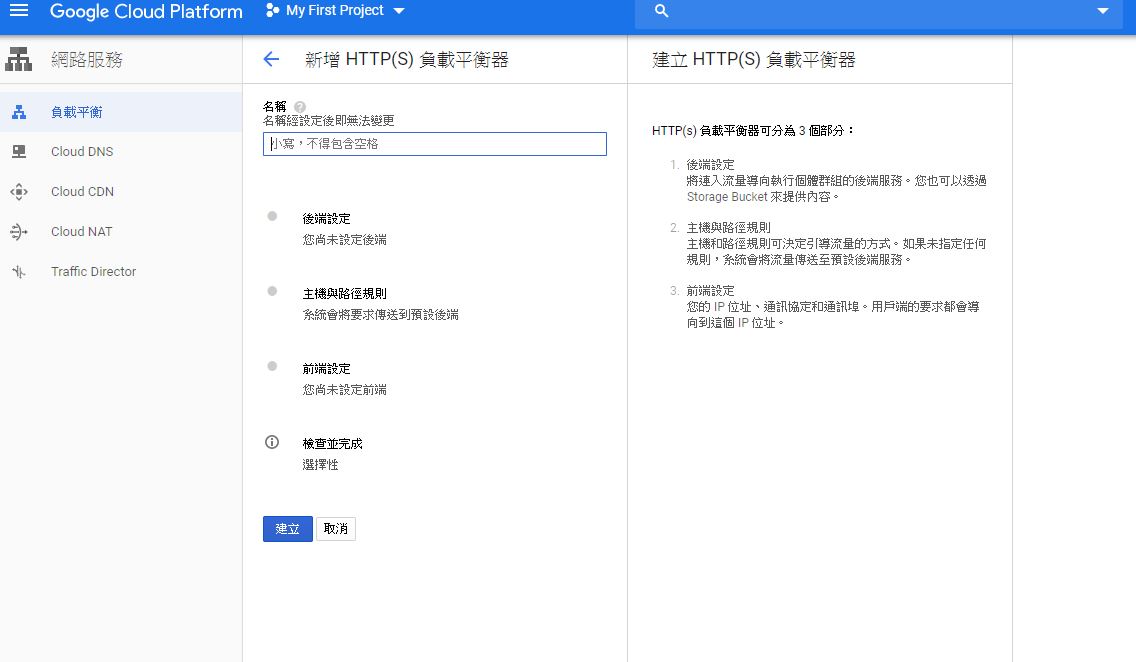 Google Cloud Platform
My First Project
網路服務
負載平衡
Cloud DNS
Cloud CDN
Cloud NAT
Traffic Director
新增 HTTP(S) 負載平衡器
名稱
名稱經設定後即無法變更
小寫，不得包含空格
後端設定
您尚未設定後端
主機與路徑規則
系統會將要求傳送到預設後端
前端設定
您尚未設定前端
檢查並完成
選擇性
建立
取消
建立 HTTP(S) 負載平衡器
HTTP(s) 負載平衡器可分為 3 個部分：
1. 後端設定
將連入流量導向執行個體群組的後端服務。您也可以透過
Storage Bucket 來提供內容。
2. 主機與路徑規則
主機和路徑規則可決定引導流量的方式。如果未指定任何
規則，系統會將流量傳送至預設後端服務。
3. 前端設定
您的 IP 位址、通訊協定和通訊埠。用戶端的要求都會導
向到這個 IP 位址。